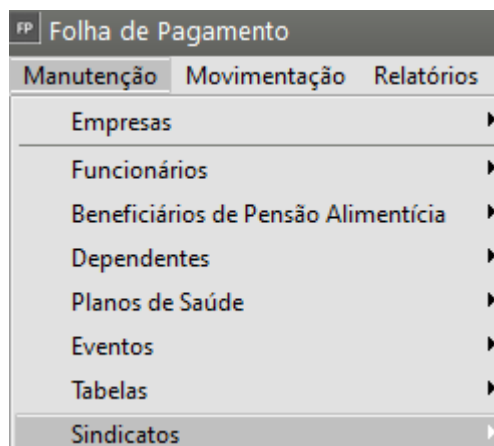 FP Folha de Pagamento
Manutenção Movimentação Relatórios
Empresas
Funcionários
Beneficiários de Pensão Alimentícia
Dependentes
Planos de Saúde
Eventos
Tabelas
Sindicatos